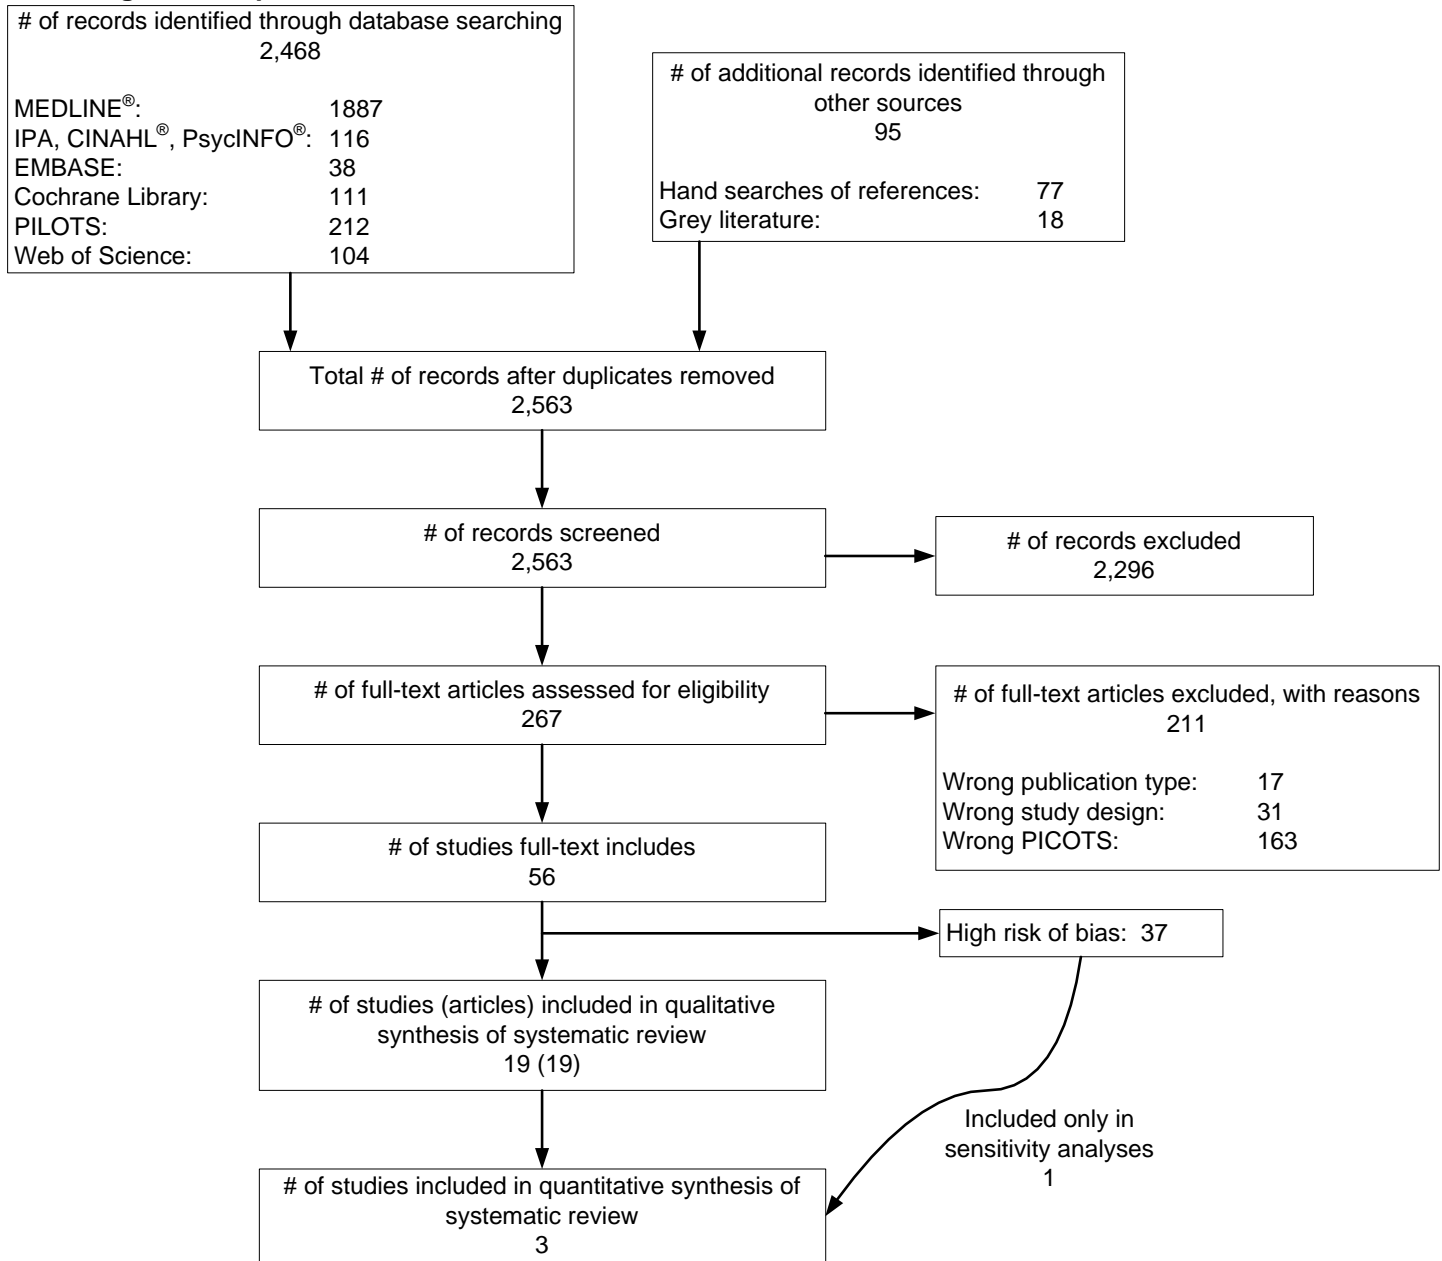 # of records identified through database searching
2,468
MEDLINE®: 1887
IPA, CINAHL®, PsycINFO®: 116
EMBASE: 38
Cochrane Library: 111
PILOTS: 212
Web of Science: 104
# of additional records identified through
other sources
95
Hand searches of references: 77
Grey literature: 18
Total # of records after duplicates removed
2,563
# of records screened
2,563
# of records excluded
2,296
# of full-text articles assessed for eligibility
267
# of full-text articles excluded, with reasons
211
Wrong publication type: 17
Wrong study design: 31
Wrong PICOTS: 163
# of studies full-text includes
56
High risk of bias: 37
# of studies (articles) included in qualitative
synthesis of systematic review
19 (19)
Included only in
sensitivity analyses
1
# of studies included in quantitative synthesis of
systematic review
3